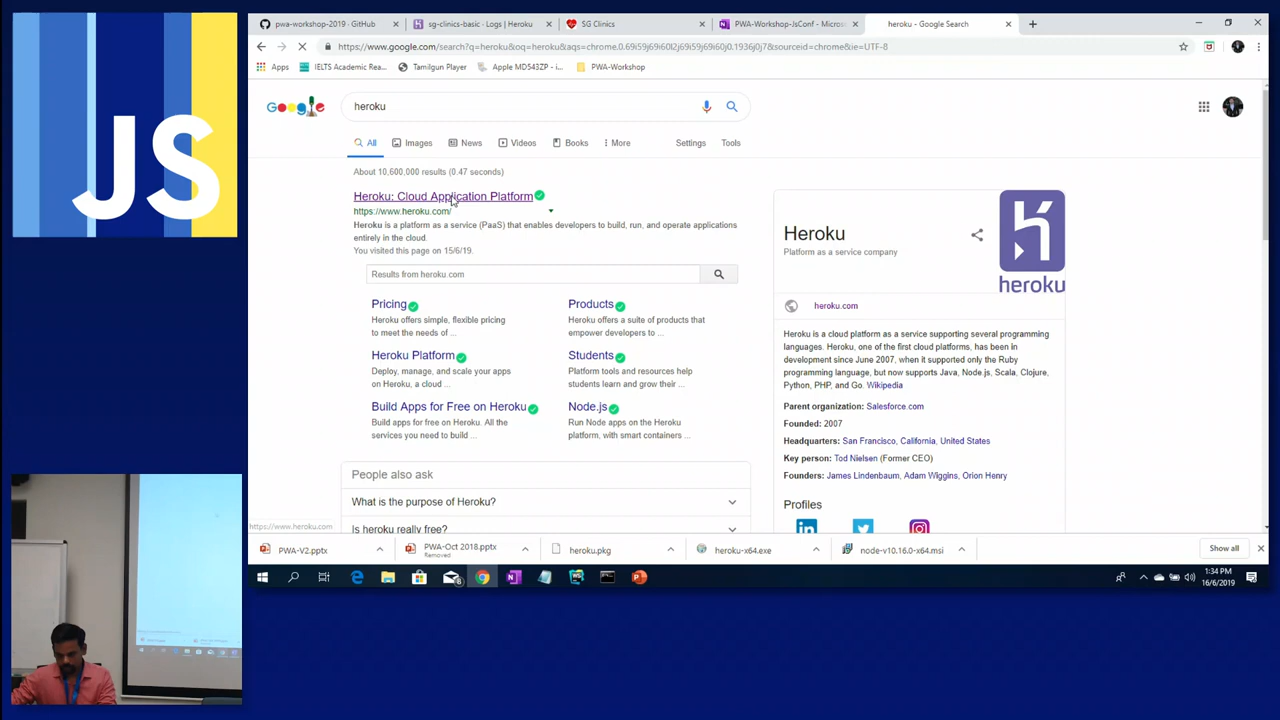 JS
pwa-workshop-2019 · GitHub
sg-clinics-basic · Logs | Heroku
SG Clinics
PWA-Workshop-JsConf - Micros
heroku - Google Search
https://www.google.com/search?q=heroku&oq=heroku&aqs=chrome.0.69i59j69i60l2j69i59j69i60j0.1936j0j7&sourceid=chrome&ie=UTF-8
Apps
IELTS Academic Rea...
Tamilgun Player
Apple MD543ZP - i...
PWA-Workshop
Google
heroku
All
Images
News
Videos
Books
More
Settings
Tools
About 10,600,000 results (0.47 seconds)
Heroku: Cloud Application Platform
https://www.heroku.com/
Heroku is a platform as a service (PaaS) that enables developers to build, run, and operate applications
entirely in the cloud.
You visited this page on 15/6/19.
Results from heroku.com
Pricing
Heroku offers simple, flexible pricing
to meet the needs of ...
Products
Heroku offers a suite of products that
empower developers to ...
Heroku Platform
Deploy, manage, and scale your apps
on Heroku, a cloud ...
Students
Platform tools and resources help
students learn and grow their ...
Build Apps for Free on Heroku
Build apps for free on Heroku. All the
services you need to build ...
Node.js
Run Node apps on the Heroku
platform, with smart containers ...
People also ask
What is the purpose of Heroku?
Is heroku really free?
https://www.heroku.com
Heroku
Platform as a service company
heroku
heroku.com
Heroku is a cloud platform as a service supporting several programming
languages. Heroku, one of the first cloud platforms, has been in
development since June 2007, when it supported only the Ruby
programming language, but now supports Java, Node.js, Scala, Clojure,
Python, PHP, and Go. Wikipedia
Parent organization: Salesforce.com
Founded: 2007
Headquarters: San Francisco, California, United States
Key person: Tod Nielsen (Former CEO)
Founders: James Lindenbaum, Adam Wiggins, Orion Henry
Profiles
PWA-V2.pptx
PWA-Oct 2018.pptx
Removed
heroku.pkg
heroku-x64.exe
node-v10.16.0-x64.msi
Show all
1:34 PM
16/6/2019